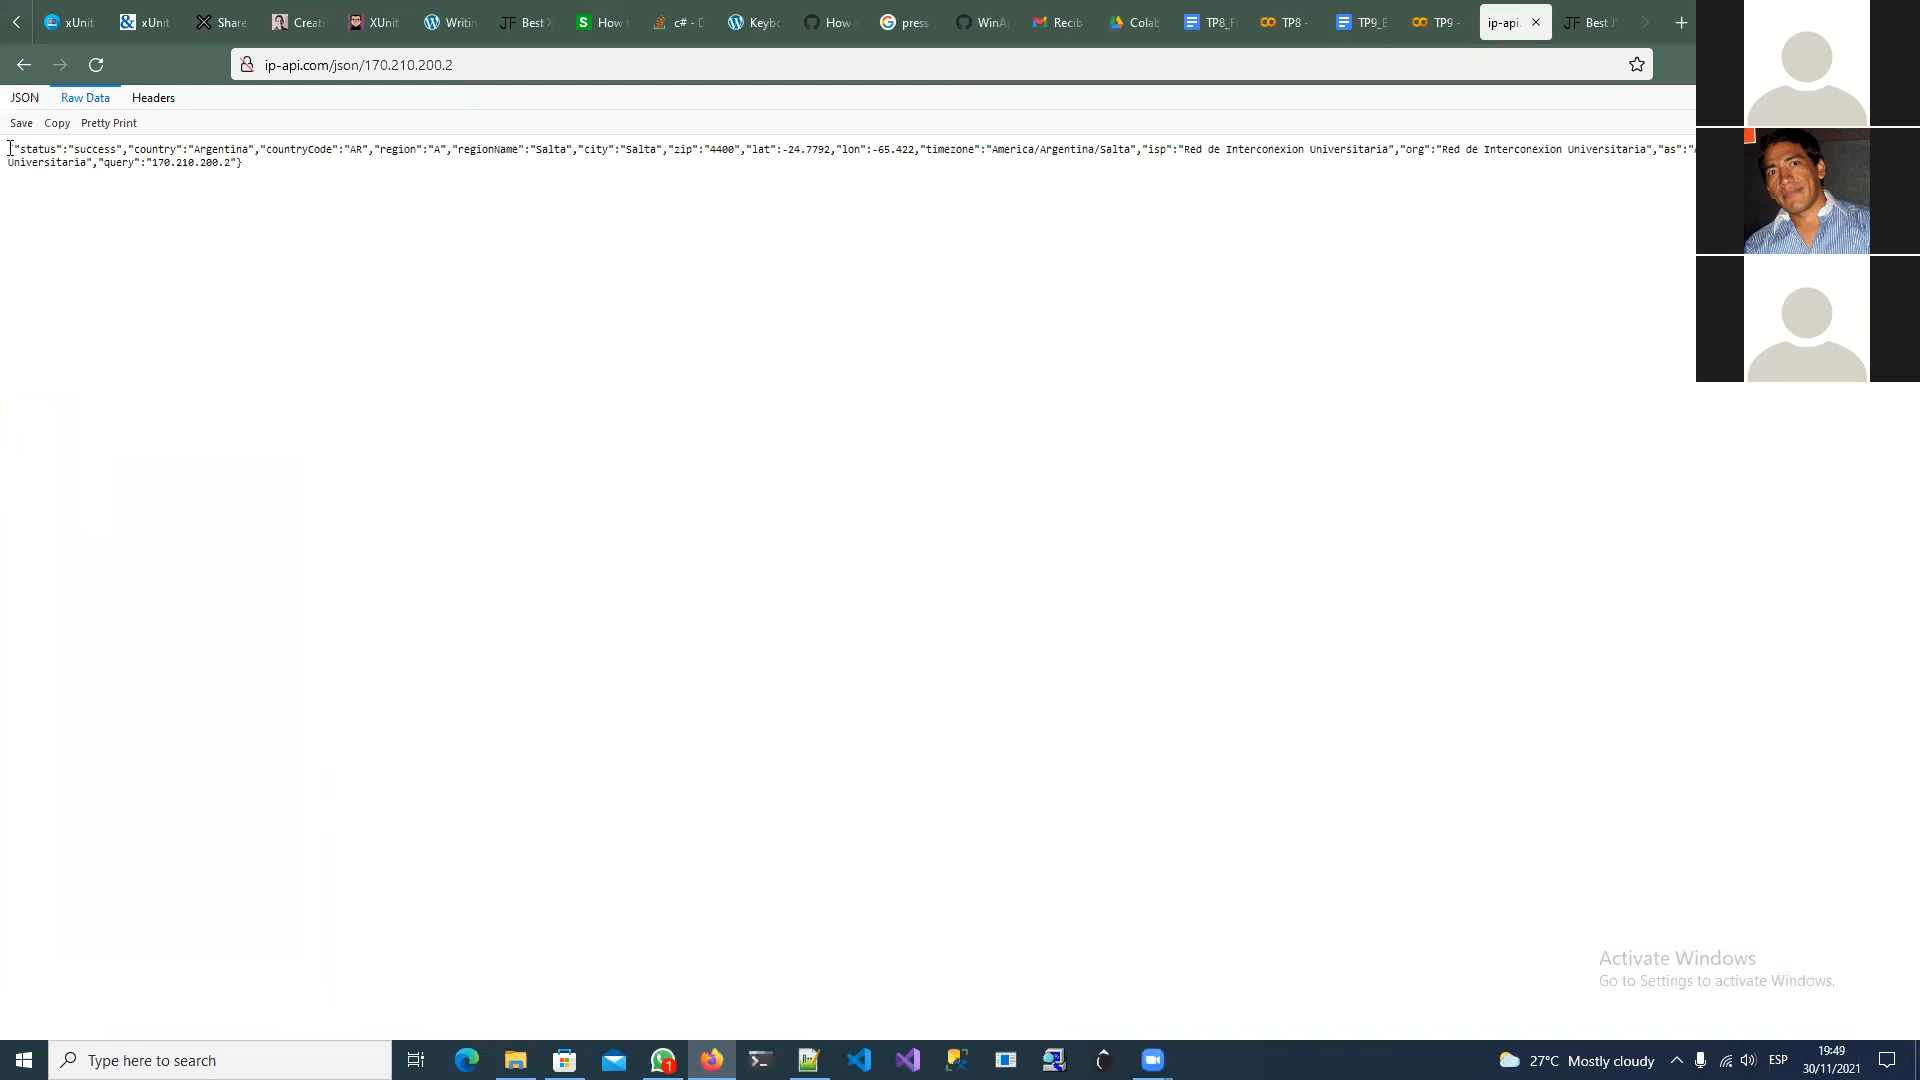 xUnit
xUnit
Share
Creati
XUnit
Writin
Best X
How t
c# - D
Keybo
How
press
WinAp
Recib
Colab
TP8_F
TP8 -
TP9_E
TP9 -
ip-api.
Best JS
ip-api.com/json/170.210.200.2
JSON Raw Data Headers
Save Copy Pretty Print
{"status":"success","country":"Argentina","countryCode":"AR","region":"A","regionName":"Salta","city":"Salta","zip":"4400","lat":-24.7792,"lon":-65.422,"timezone":"America/Argentina/Salta","isp":"Red de Interconexion Universitaria","org":"Red de Interconexion Universitaria","as":"
Universitaria","query":"170.210.200.2"}
Activate Windows
Go to Settings to activate Windows.
Type here to search
1
27°C Mostly cloudy
ESP
19:49
30/11/2021